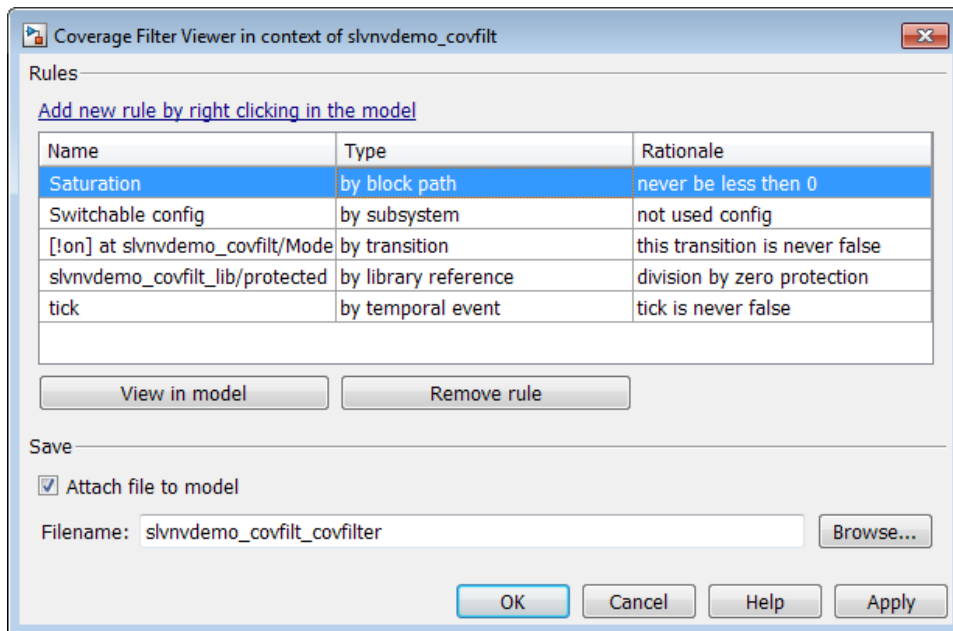 Coverage Filter Viewer in context of slvnvdemo_covfilt
Rules
Add new rule by right clicking in the model
Name Type Rationale
Saturation by block path never be less then 0
Switchable config by subsystem not used config
[!on] at slvnvdemo_covfilt/Mode by transition this transition is never false
slvnvdemo_covfilt_lib/protected by library reference division by zero protection
tick by temporal event tick is never false
View in model Remove rule
Save
Attach file to model
Filename: slvnvdemo_covfilt_covfilter Browse...
OK Cancel Help Apply